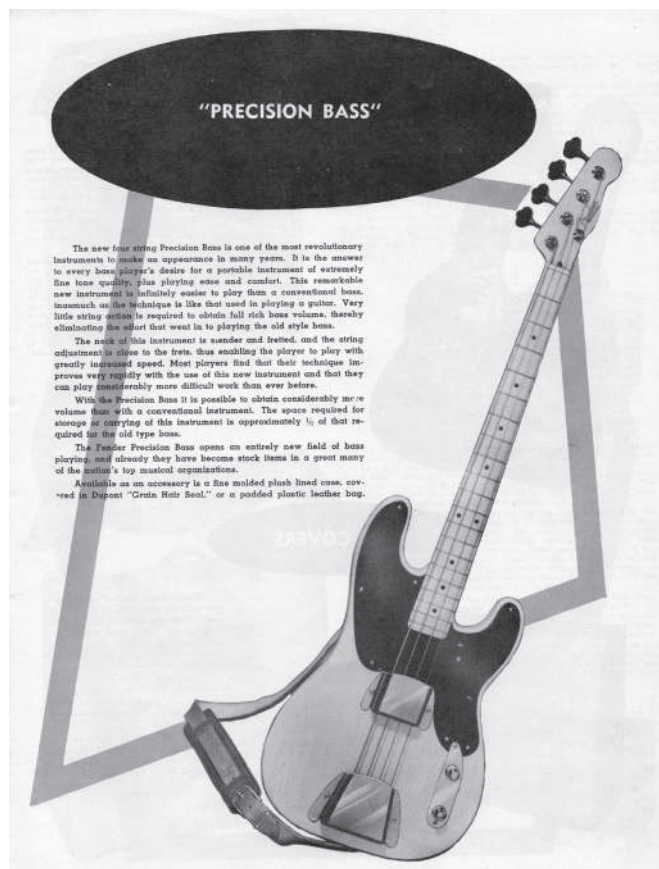 "PRECISION BASS"
The new four string Precision Bass is one of the most revolutionary
instruments to make an appearance in many years. It is the answer
to every bass player's desire for a portable instrument of extremely
fine tone quality, plus playing ease and comfort. This remarkable
new instrument is infinitely easier to play than a conventional bass,
inasmuch as the technique is like that used in playing a guitar. Very
little string action is required to obtain full rich bass volume, thereby
eliminating the effort that went in to playing the old style bass.
The neck of this instrument is slender and fretted, and the string
adjustment is close to the frets, thus enabling the player to play with
greatly increased speed. Most players find that their technique im-
proves very rapidly with the use of this new instrument and that they
can play considerably more difficult work than ever before.
With the Precision Bass it is possible to obtain considerably more
volume than with a conventional instrument. The space required for
storage or carrying of this instrument is approximately of that re-
quired for the old type bass.
The Fender Precision Bass opens an entirely new field of bass
playing, and already they have become stock items in a great many
of the nation's top musical organizations.
Available as an accessory is a fine molded plush lined case, cov-
ered in Dupont "Grain Hair Seal," or a padded plastic leather bag.